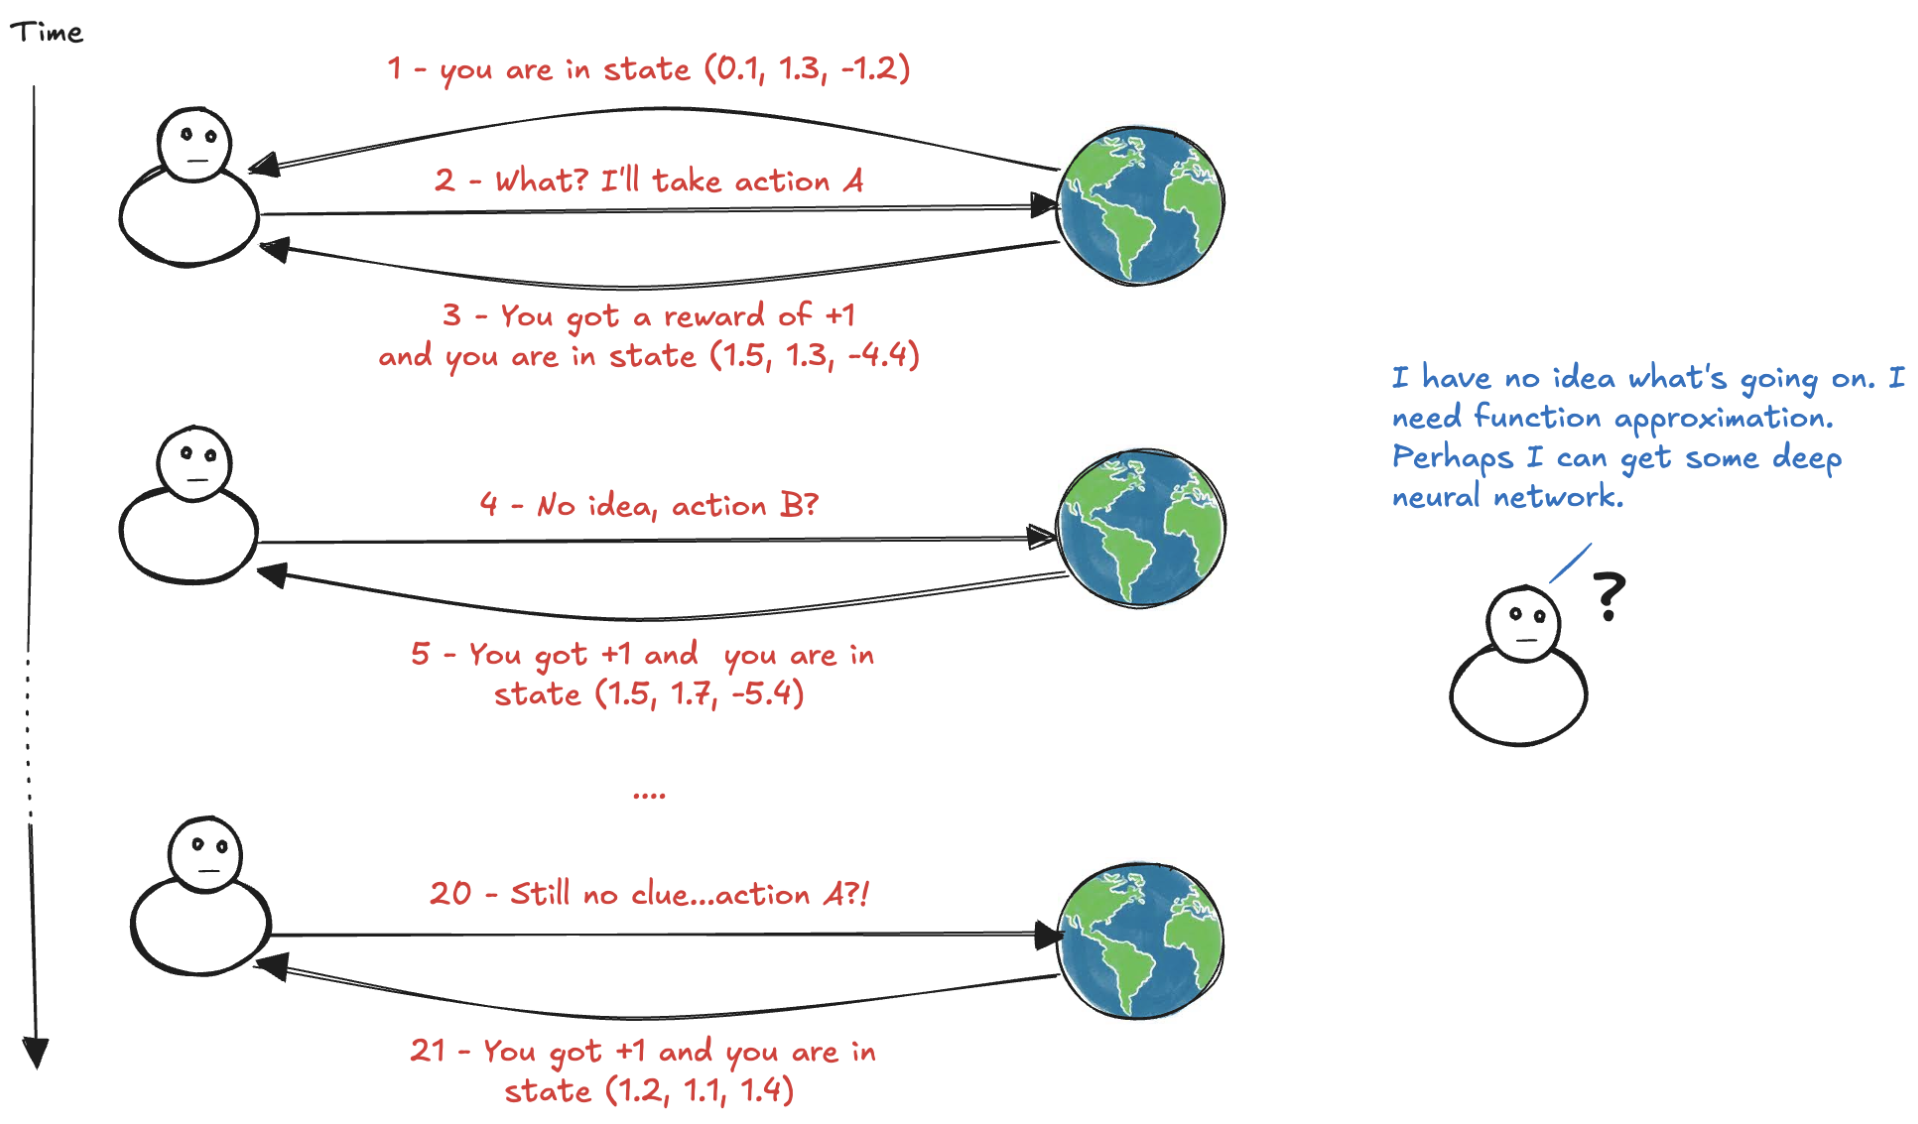 Time
1 - you are in state (0.1, 1.3, -1.2)
2 - What? I'll take action A
3 - You got a reward of +1
and you are in state (1.5, 1.3, -4.4)
4 - No idea, action B?
5 - You got +1 and  you are in
state (1.5, 1.7, -5.4)
....
20 - Still no clue...action A?!
21 - You got +1 and you are in
state (1.2, 1.1, 1.4)
I have no idea what's going on. I
need function approximation.
Perhaps I can get some deep
neural network.
?